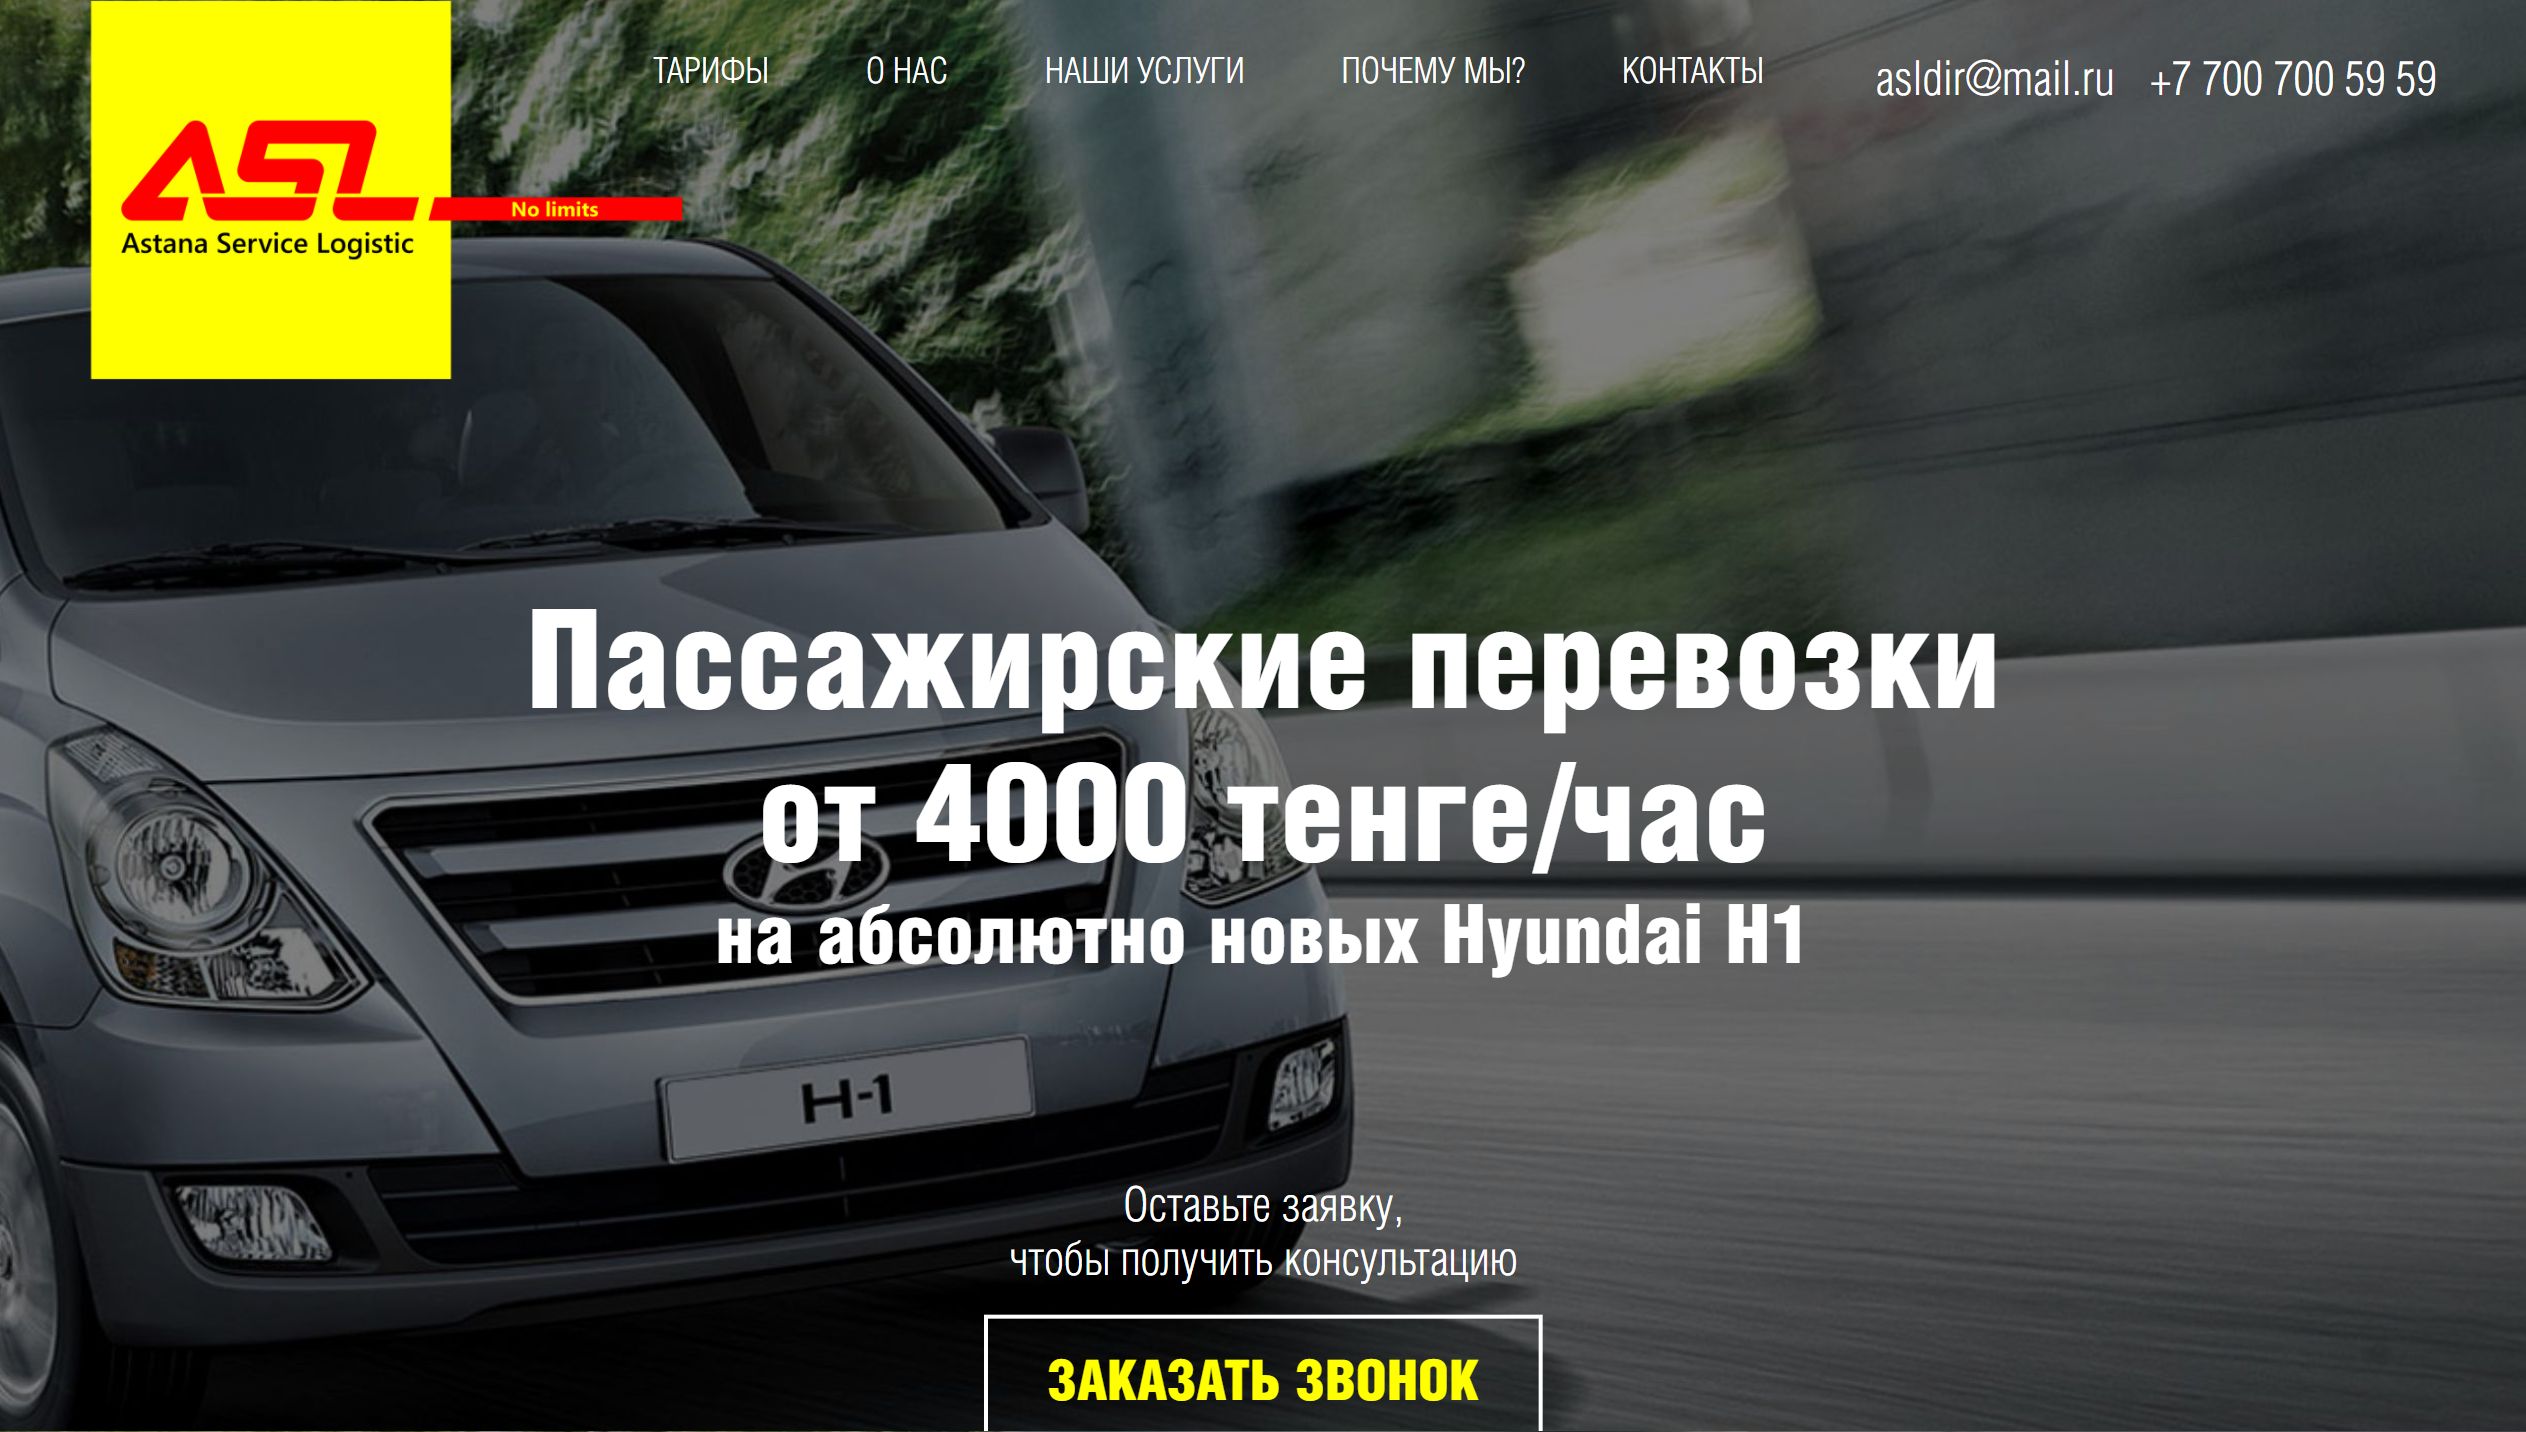 ТАРИФЫ О НАС НАШИ УСЛУГИ ПОЧЕМУ МЫ? КОНТАКТЫ asldir@mail.ru +7 700 700 59 59
ASL
No limits
Astana Service Logistic
Пассажирские перевозки
от 4000 тенге/час
на абсолютно новых Hyundai H1
H-1
Оставьте заявку,
чтобы получить консультацию
ЗАКАЗАТЬ ЗВОНОК